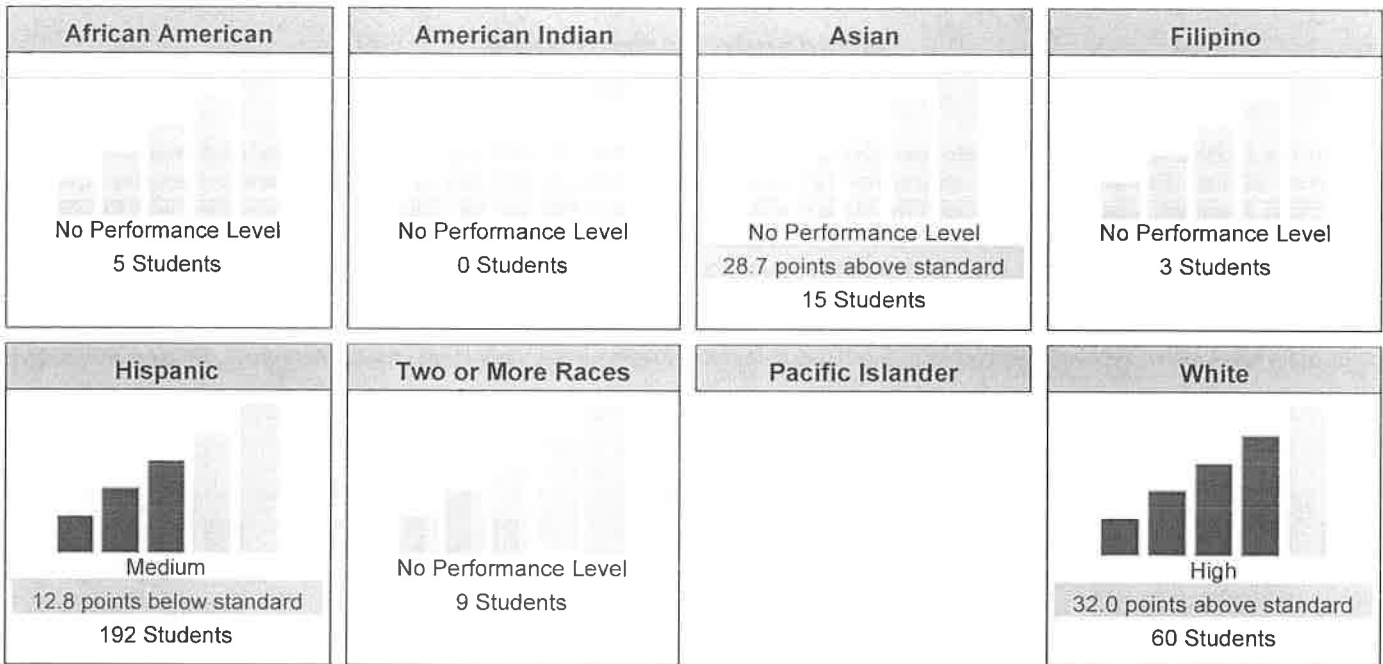 African American
No Performance Level
5 Students
American Indian
No Performance Level
0 Students
Asian
No Performance Level
28.7 points above standard
15 Students
Filipino
No Performance Level
3 Students
Hispanic
Medium
12.8 points below standard
192 Students
Two or More Races
No Performance Level
9 Students
Pacific Islander
White
High
32.0 points above standard
60 Students